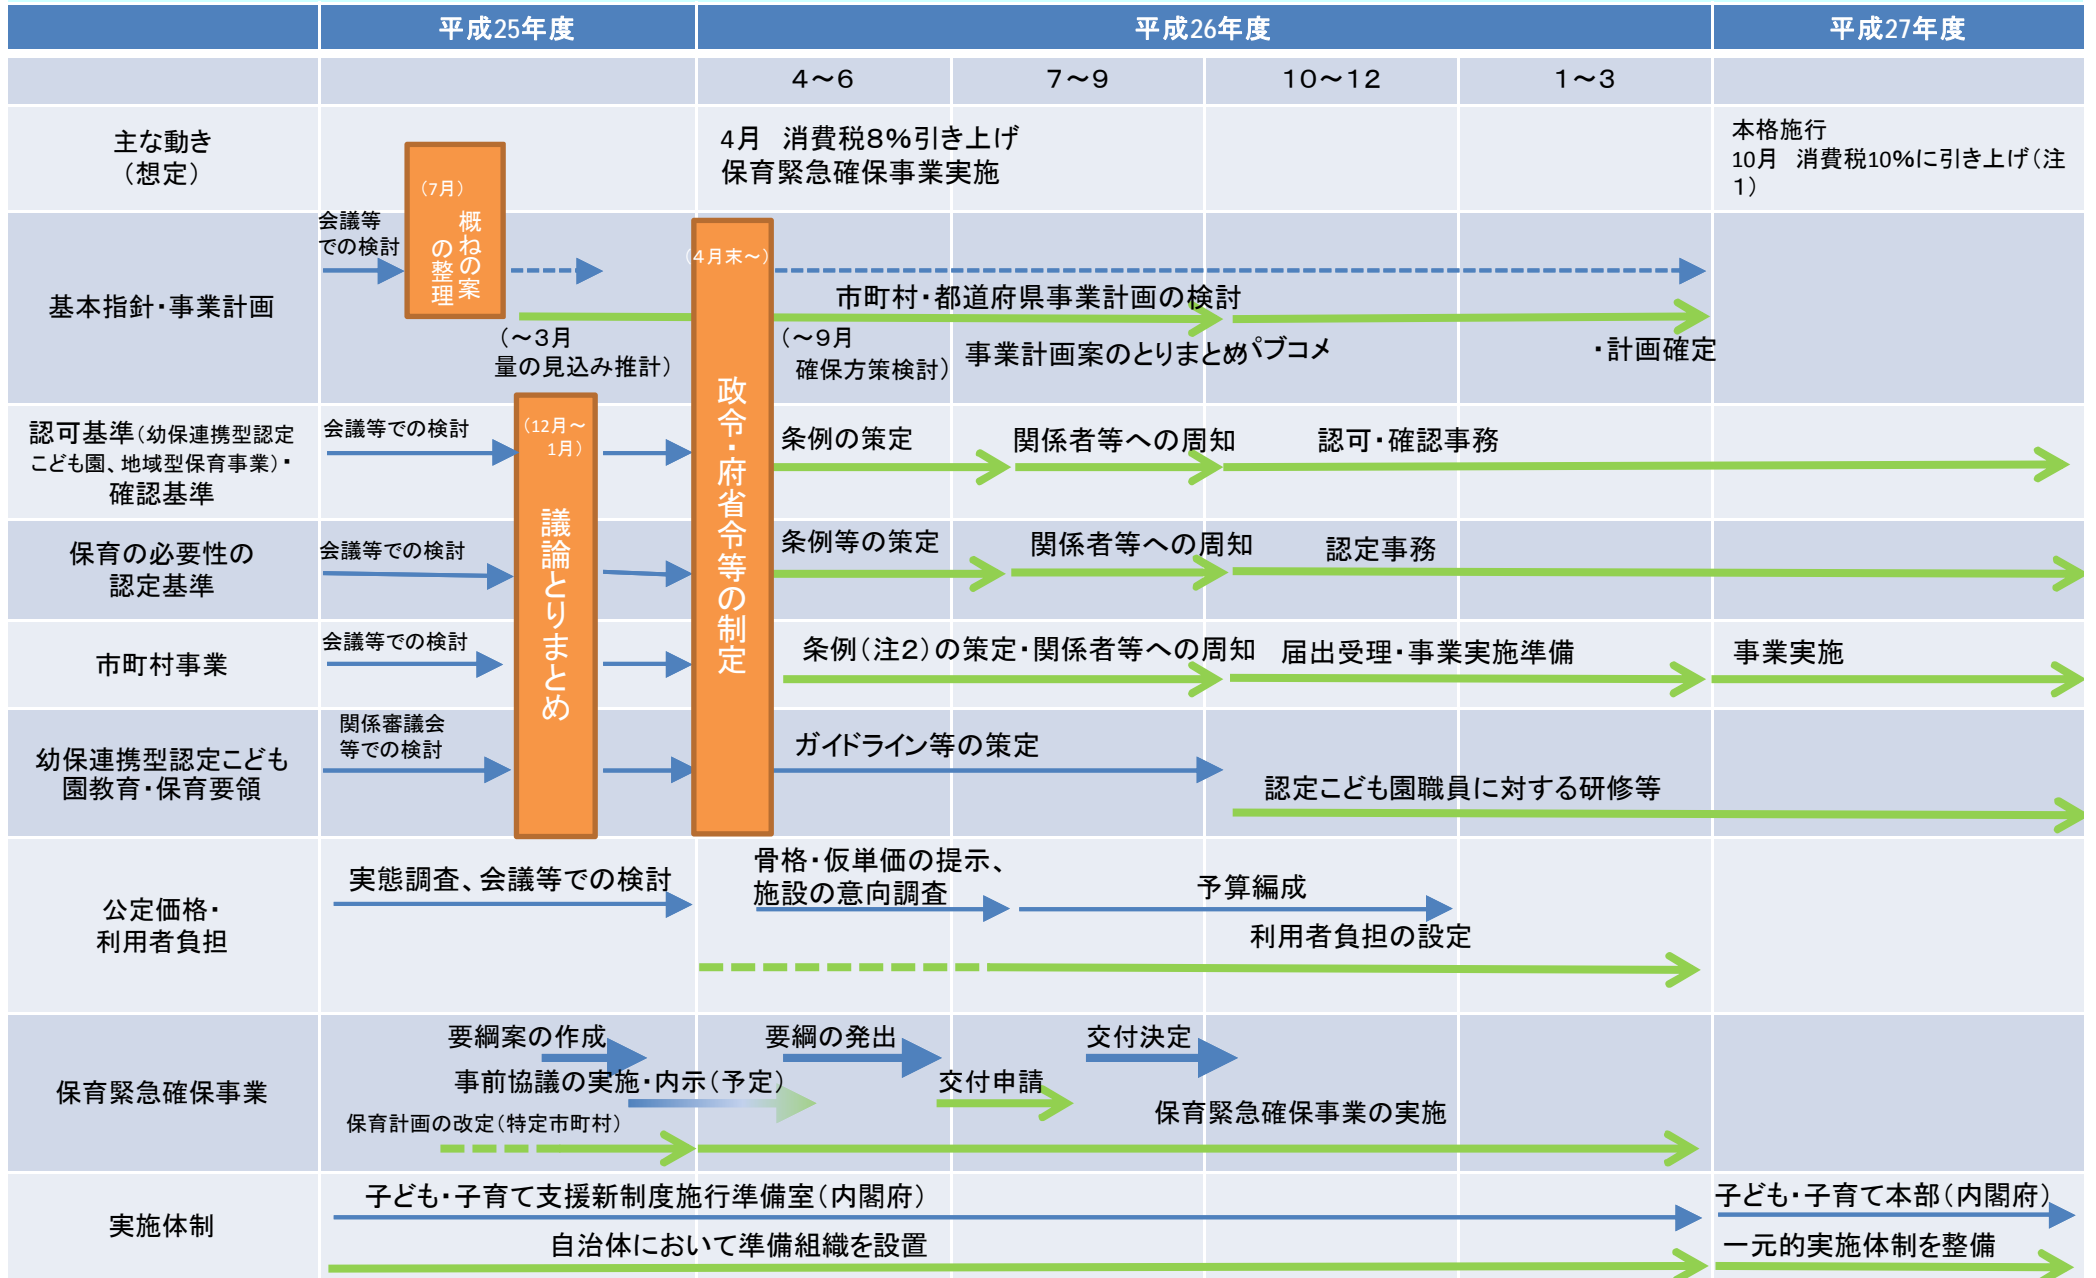 平成25年度
平成26年度
平成27年度
4～6
7～9
10～12
1～3
主な動き
（想定）
4月　消費税8%引き上げ
保育緊急確保事業実施
本格施行
10月　消費税10%に引き上げ（注
1）
基本指針・事業計画
会議等
での検討
（7月）
概ねの案
の整理
（～3月
量の見込み推計）
（4月末～）
政令・府省令等の制定
市町村・都道府県事業計画の検討
（～9月
確保方策検討）
事業計画案のとりまとめ
・パブコメ
・計画確定
認可基準（幼保連携型認定
こども園、地域型保育事業）・
確認基準
会議等での検討
（12月～
1月）
議論とりまとめ
条例の策定
関係者等への周知
認可・確認事務
保育の必要性の
認定基準
会議等での検討
条例等の策定
関係者等への周知
認定事務
市町村事業
会議等での検討
条例（注2）の策定・関係者等への周知
届出受理・事業実施準備
事業実施
幼保連携型認定こども
園教育・保育要領
関係審議会
等での検討
ガイドライン等の策定
認定こども園職員に対する研修等
公定価格・
利用者負担
実態調査、会議等での検討
骨格・仮単価の提示、
施設の意向調査
予算編成
利用者負担の設定
保育緊急確保事業
要綱案の作成
要綱の発出
交付決定
事前協議の実施・内示（予定）
交付申請
保育計画の改定（特定市町村）
保育緊急確保事業の実施
実施体制
子ども・子育て支援新制度施行準備室（内閣府）
子ども・子育て本部（内閣府）
自治体において準備組織を設置
一元的実施体制を整備